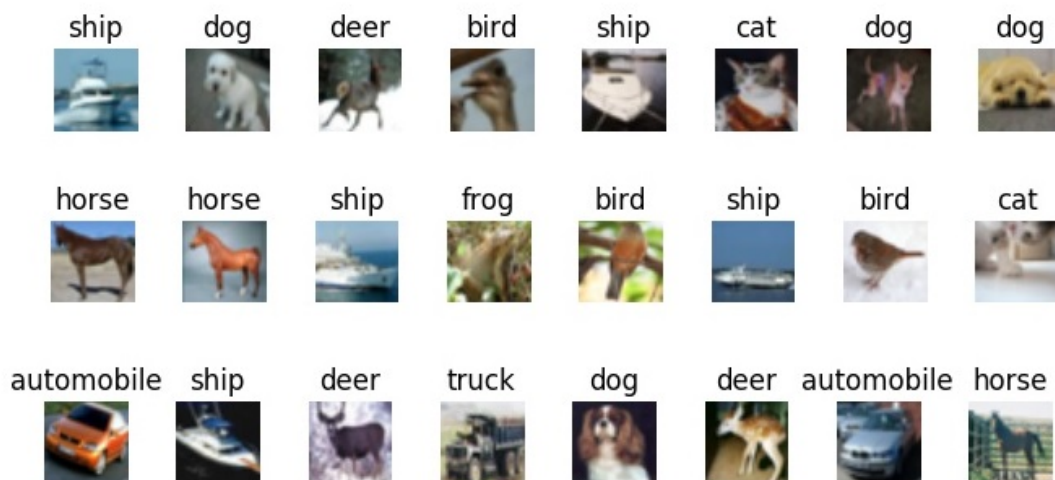 ship dog deer bird ship cat dog dog
horse horse ship frog bird ship bird cat
automobile ship deer truck dog deer automobile horse